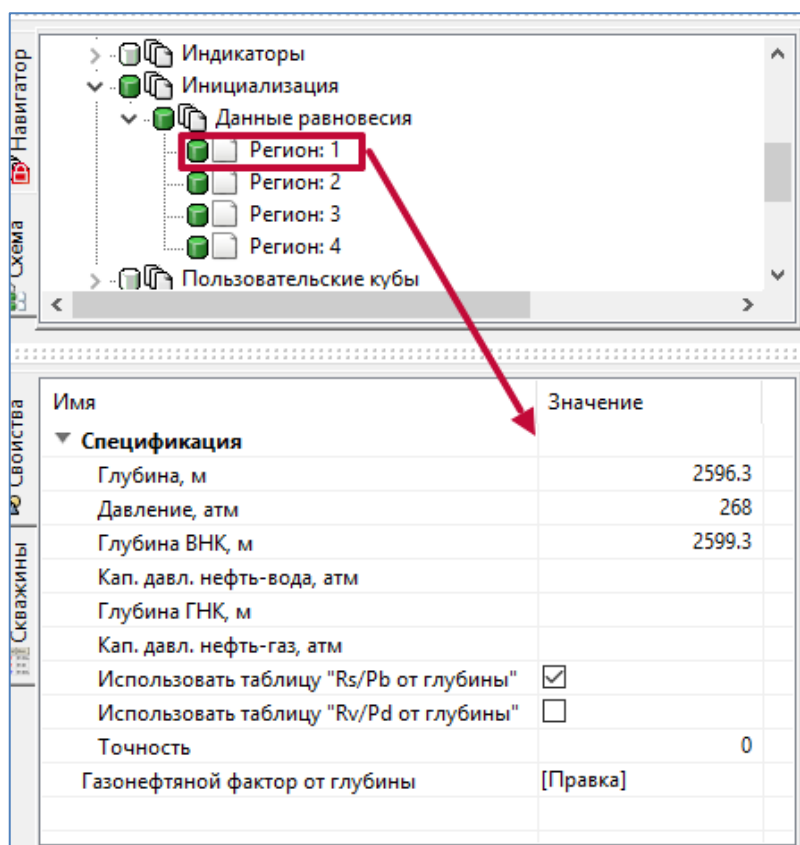 Навигатор
Схема
Индикаторы
Инициализация
Данные равновесия
Регион: 1
Регион: 2
Регион: 3
Регион: 4
Пользовательские кубы
Свойства
Скважины
Имя Значение
Спецификация
Глубина, м 2596.3
Давление, атм 268
Глубина ВНК, м 2599.3
Кап. давл. нефть-вода, атм
Глубина ГНК, м
Кап. давл. нефть-газ, атм
Использовать таблицу "Rs/Pb от глубины"
Использовать таблицу "Rv/Pd от глубины"
Точность 0
Газонефтяной фактор от глубины [Правка]